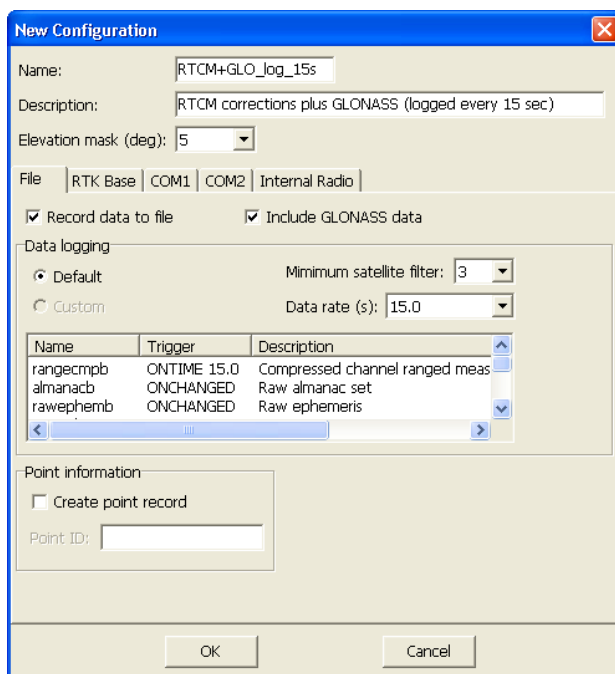 New Configuration
Name: RTCM+GLO_log_15s
Description: RTCM corrections plus GLONASS (logged every 15 sec)
Elevation mask (deg): 5
File RTK Base COM1 COM2 Internal Radio
Record data to file Include GLONASS data
Data logging
Default Mimimum satellite filter: 3
Custom Data rate (s): 15.0
Name Trigger Description
rangecmpb ONTIME 15.0 Compressed channel ranged meas
almanacb ONCHANGED Raw almanac set
rawephemb ONCHANGED Raw ephemeris
Point information
Create point record
Point ID:
OK Cancel